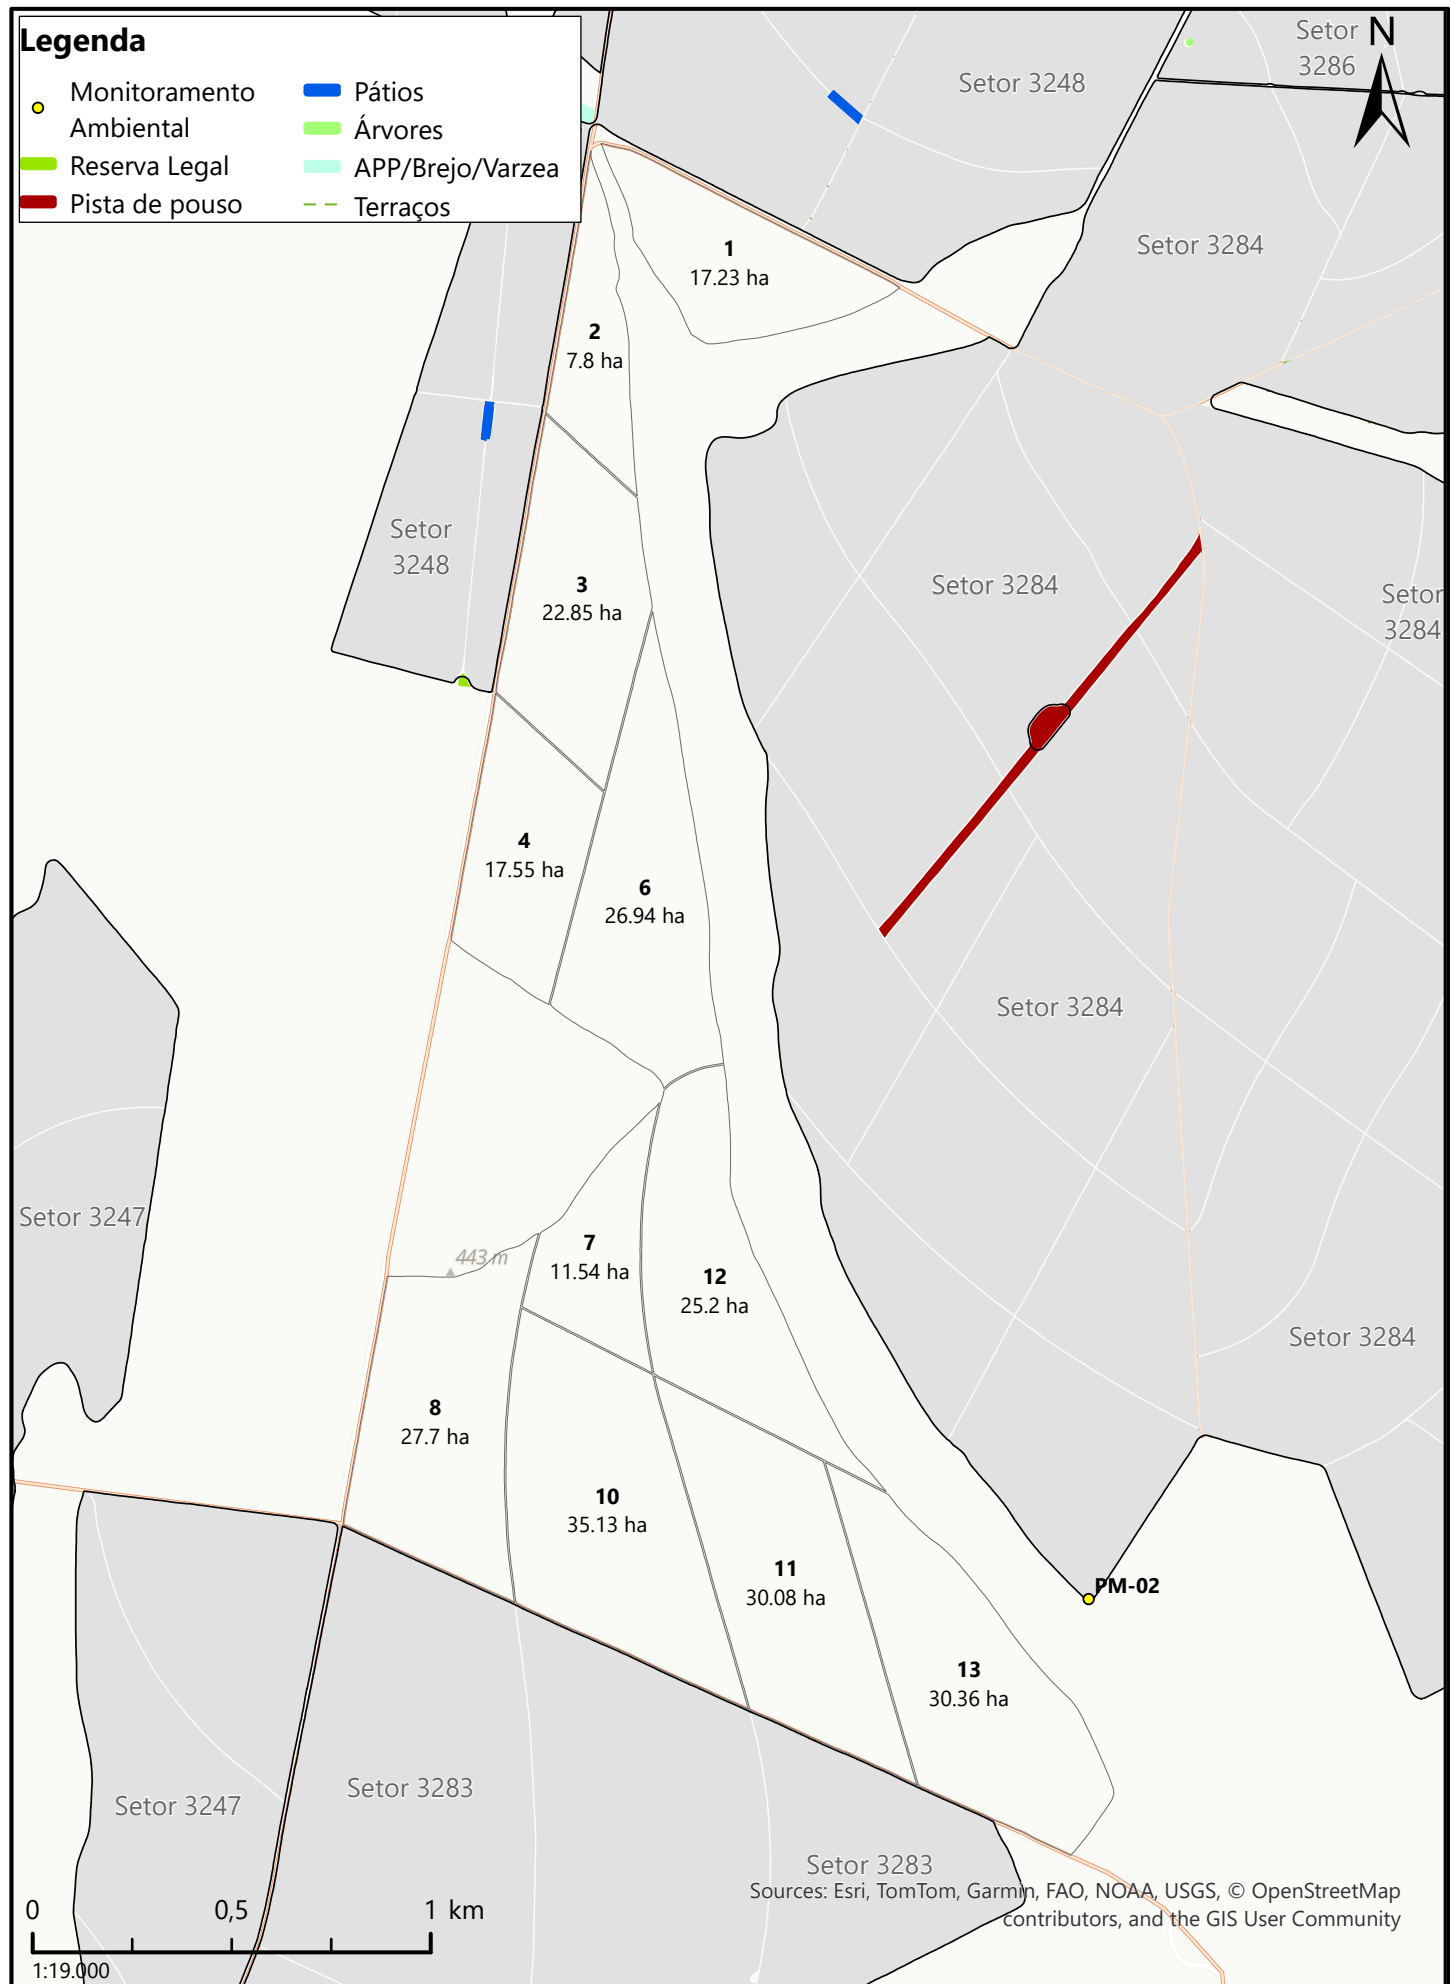 Legenda
Monitoramento
Ambiental
Reserva Legal
Pista de pouso
Pátios
Árvores
APP/Brejo/Varzea
Terraços
N
Setor
3286
Setor 3248
Setor 3284
1
17.23 ha
2
7.8 ha
Setor
3248
3
22.85 ha
Setor 3284
Setor
3284
4
17.55 ha
6
26.94 ha
Setor 3284
Setor 3247
443 m
7
11.54 ha
12
25.2 ha
Setor 3284
8
27.7 ha
10
35.13 ha
11
30.08 ha
PM-02
13
30.36 ha
Setor 3247
Setor 3283
Setor 3283
Sources: Esri, TomTom, Garmin, FAO, NOAA, USGS, © OpenStreetMap
contributors, and the GIS User Community
0 0,5 1 km
1:19.000